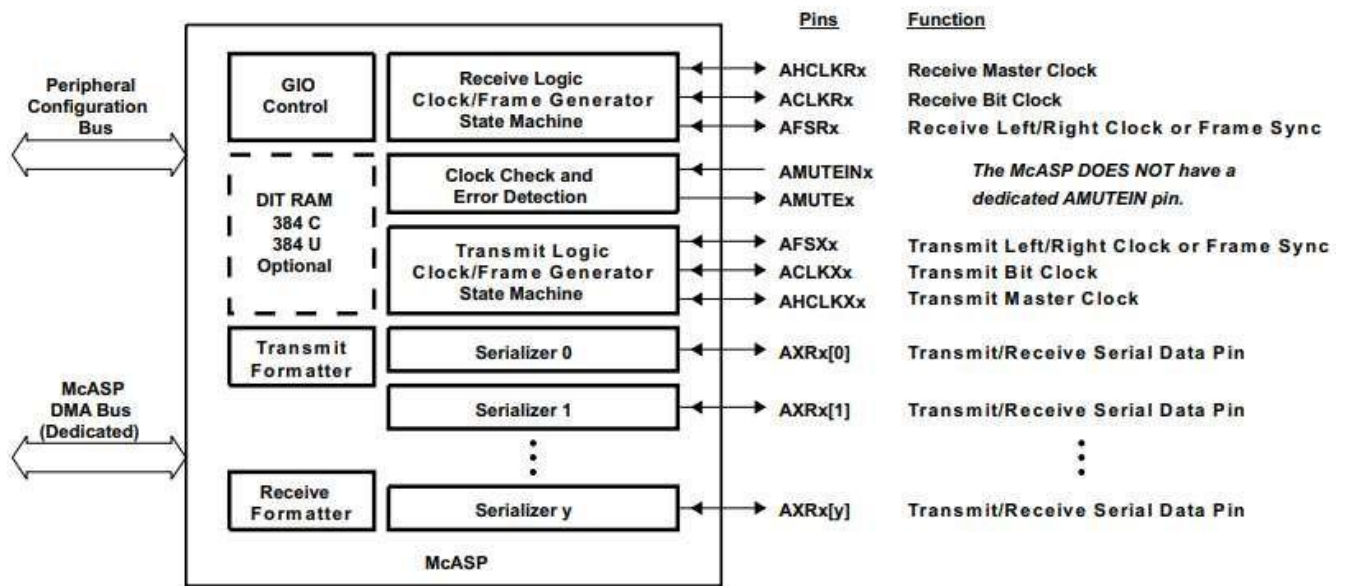 Pins Function
Peripheral
Configuration
Bus
GIO
Control
Receive Logic
Clock/Frame Generator
State Machine
AHCLKRx Receive Master Clock
ACLKRx Receive Bit Clock
AFSRx Receive Left/Right Clock or Frame Sync
DIT RAM
384 C
384 U
Optional
Clock Check and
Error Detection
AMUTEINx
AMUTEx
The McASP DOES NOT have a
dedicated AMUTEIN pin.
Transmit Logic
Clock/Frame Generator
State Machine
AFSXx Transmit Left/Right Clock or Frame Sync
ACLKXx Transmit Bit Clock
AHCLKXx Transmit Master Clock
Transmit
Formatter
Serializer 0
AXRx[0] Transmit/Receive Serial Data Pin
McASP
DMA Bus
(Dedicated)
Serializer 1
AXRx[1] Transmit/Receive Serial Data Pin
Receive
Formatter
Serializer y
AXRx[y] Transmit/Receive Serial Data Pin
McASP